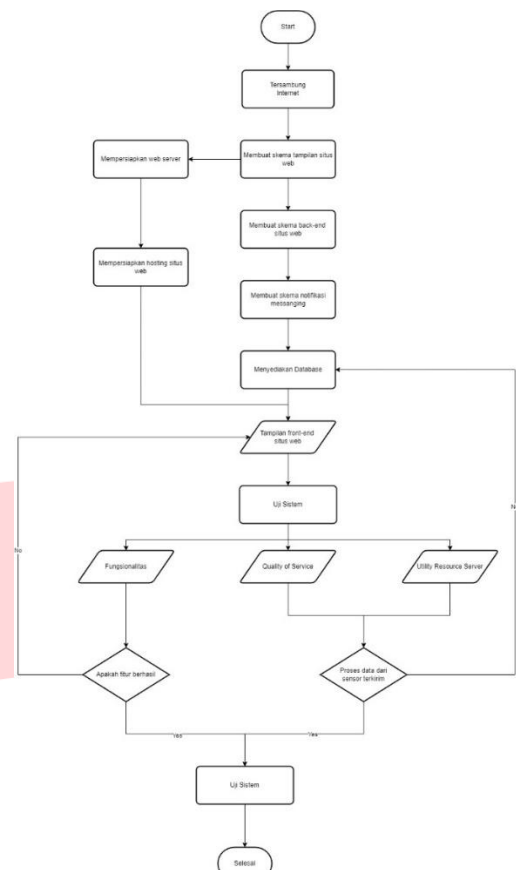 Start
Tersambung
Internet
Mempersiapkan web server
Membuat skema tampilan situs
web
Membuat skema back-end
situs web
Mempersiapkan hosting situs
web
Membuat skema notifikasi
messanging
Menyediakan Database
Tampilan front-end
situs web
Uji Sistem
No
Fungsionalitas
Quality of Service
Utility Resource Server
Apakah fitur berhasil
Proses data dari
sensor terkirim
Yes
Yes
Uji Sistem
Selesai